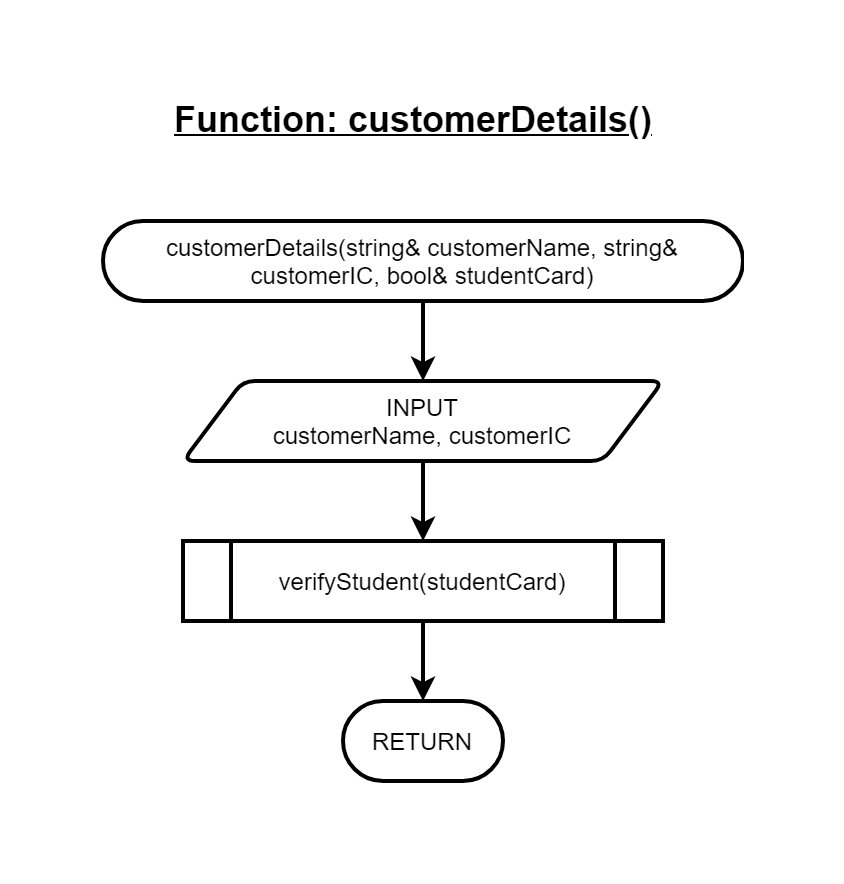 Function: customerDetails()
customerDetails(string& customerName, string&
customerIC, bool& studentCard)
INPUT
customerName, customerIC
verifyStudent(studentCard)
RETURN